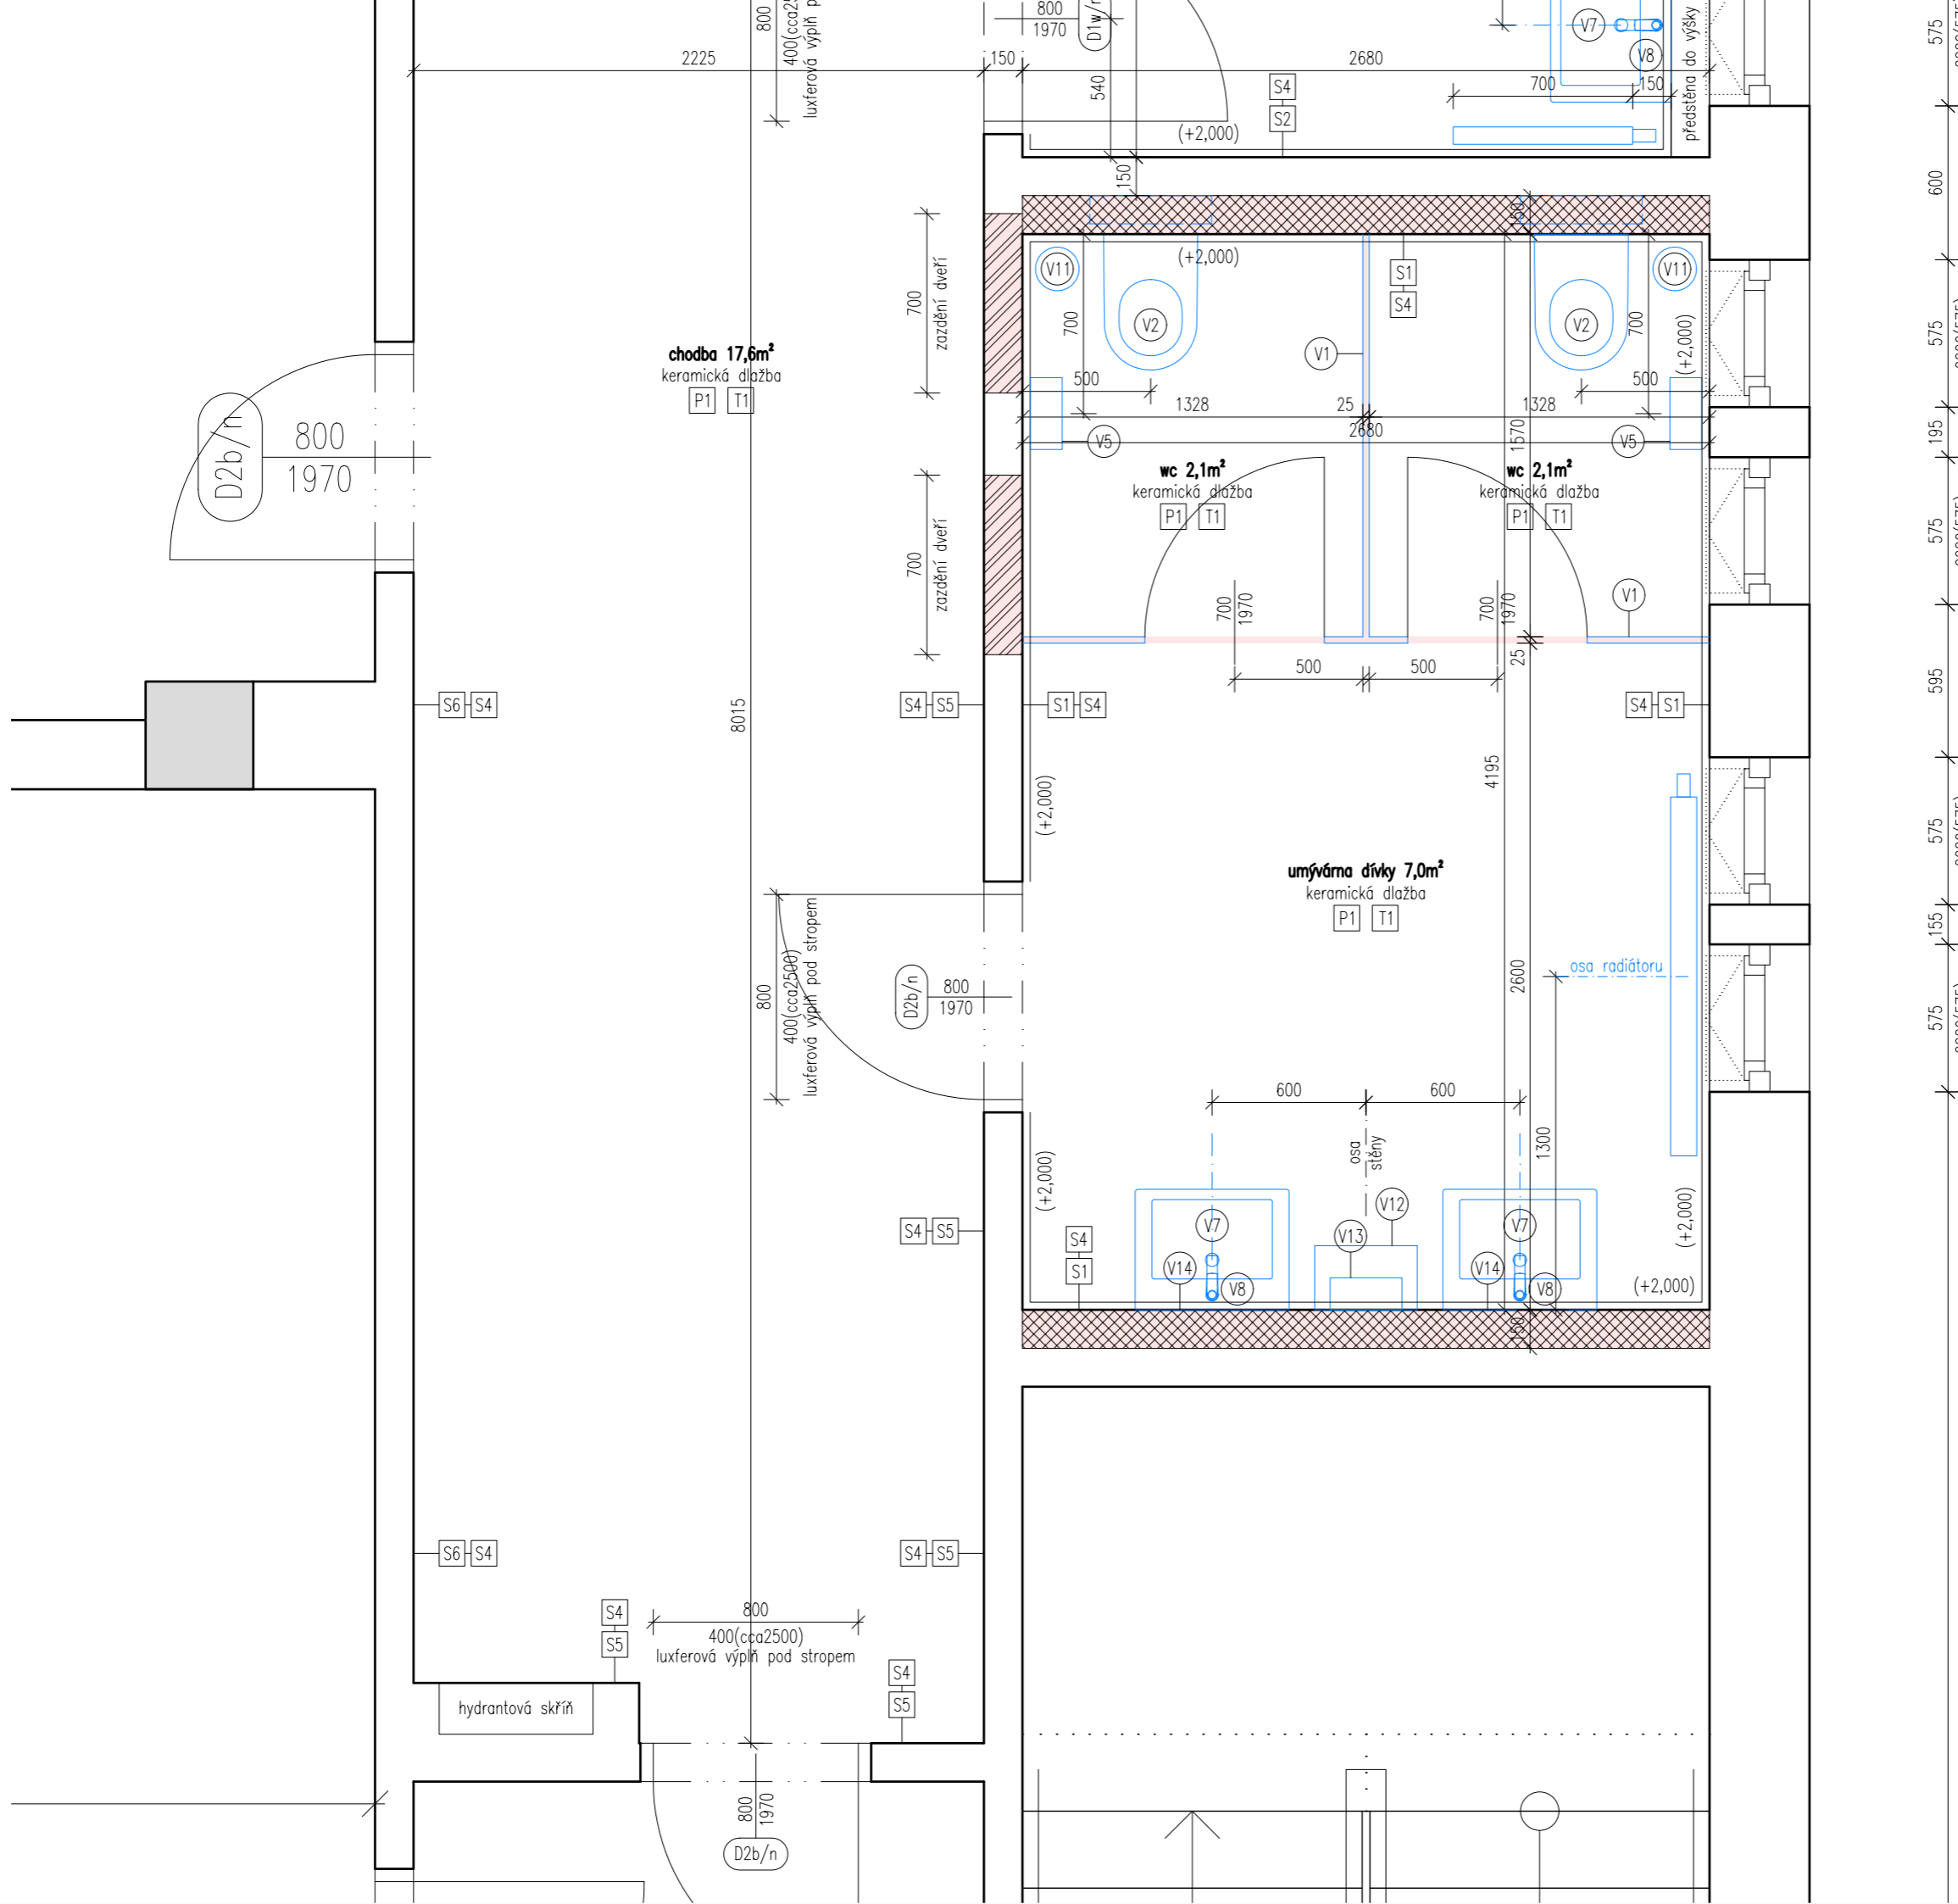 800
400(cca25
luxferová výplň p
800
1970
D1w/n
V7
V8
předstěna do výšky
575
2225
150
2680
540
S4
S2
700
150
(+2,000)
600
150
150
700
zazdění dveří
V11
(+2,000)
V2
700
S1
S4
V1
V2
V11
700
(+2,000)
575
chodba 17,6m²
keramická dlažba
P1 T1
500
500
1328
25
1328
2680
1570
V5
V5
195
D2b/n
800
1970
wc 2,1m²
keramická dlažba
P1 T1
wc 2,1m²
keramická dlažba
P1 T1
575
700
zazdění dveří
700
1970
700
1970
V1
500
500
25
S6 S4
S4 S5
S1 S4
S4 S1
595
8015
4195
(+2,000)
575
umývárna dívky 7,0m²
keramická dlažba
P1 T1
155
800
400(cca2500)
luxferová výplň pod stropem
D2b/n
800
1970
2600
osa radiátoru
575
600
600
osa
stěny
1300
(+2,000)
(+2,000)
S4 S5
S4
S1
V7
V14
V8
V13
V12
V7
V14
V8
(+2,000)
150
S6 S4
S4 S5
S4
S5
800
400(cca2500)
luxferová výplň pod stropem
S4
S5
hydrantová skříň
800
1970
D2b/n